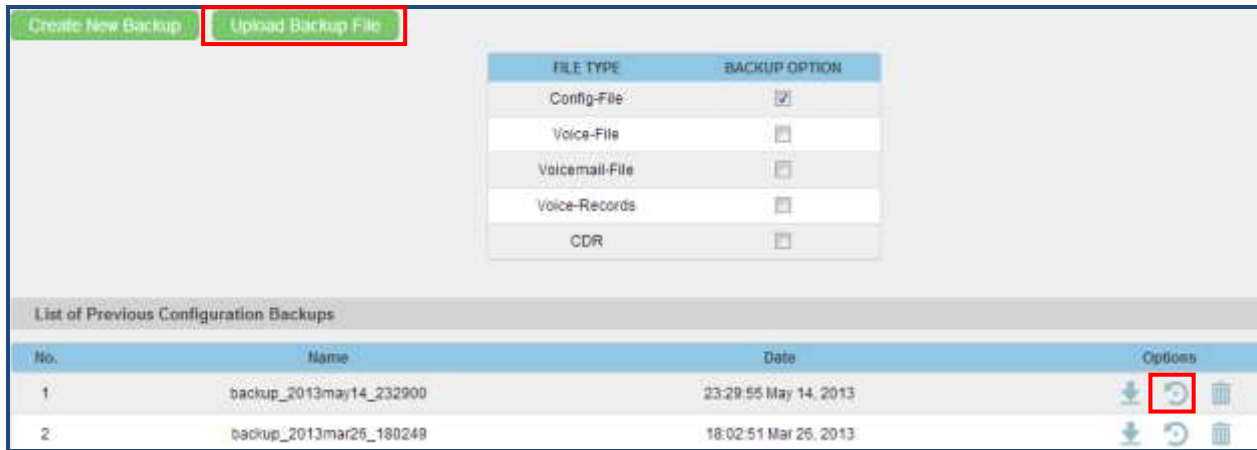 Create New Backup Upload Backup File
FILE TYPE BACKUP OPTION
Config-File
Voice-File
Voicemail-File
Voice-Records
CDR
List of Previous Configuration Backups
No. Name Date Options
1 backup_2013may14_232900 23:29:55 May 14, 2013
2 backup_2013mar26_180249 18:02:51 Mar 26, 2013